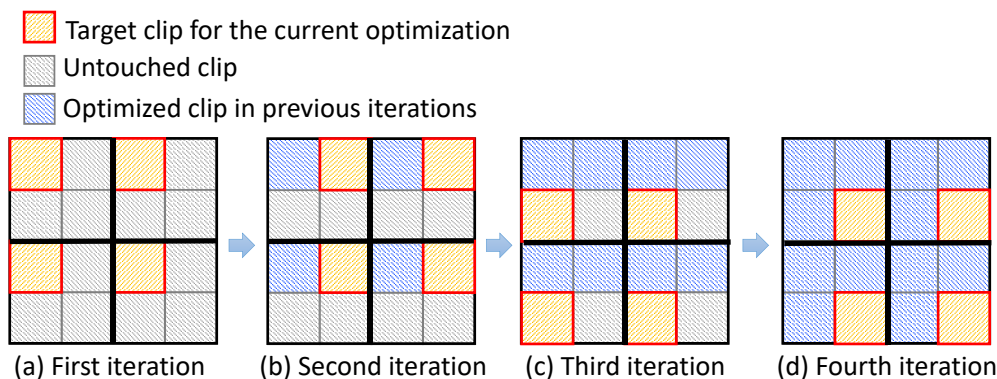 Target clip for the current optimization
Untouched clip
Optimized clip in previous iterations
(a) First iteration
(b) Second iteration
(c) Third iteration
(d) Fourth iteration